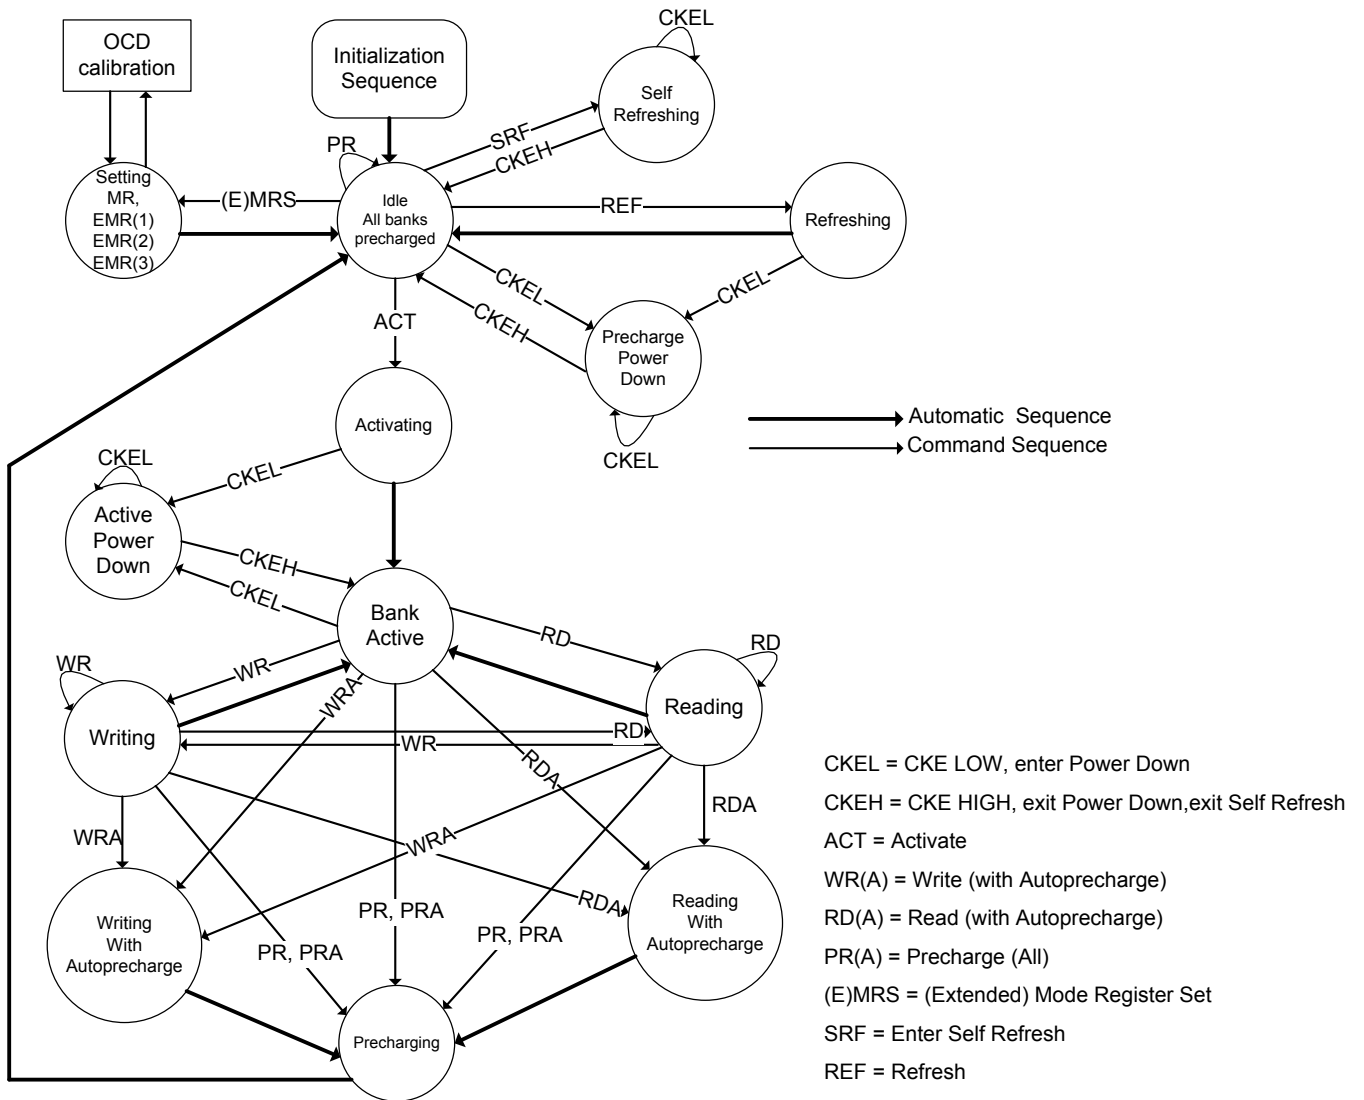 OCD
calibration
Initialization
Sequence
CKEL
Self
Refreshing
PR
SRF
CKEH
Setting
MR,
EMR(1)
EMR(2)
EMR(3)
(E)MRS
Idle
All banks
precharged
REF
Refreshing
CKEL
CKEH
CKEL
ACT
Precharge
Power
Down
CKEL
Activating
Automatic Sequence
Command Sequence
CKEL
CKEL
Active
Power
Down
CKEH
CKEL
Bank
Active
RD
RD
WR
WR
WRA
Reading
Writing
RD
WR
RDA
RDA
WRA
WRA
Writing
With
Autoprecharge
PR, PRA
PR, PRA
PR, PRA
RDA
Reading
With
Autoprecharge
Precharging
CKEL = CKE LOW, enter Power Down
CKEH = CKE HIGH, exit Power Down,exit Self Refresh
ACT = Activate
WR(A) = Write (with Autoprecharge)
RD(A) = Read (with Autoprecharge)
PR(A) = Precharge (All)
(E)MRS = (Extended) Mode Register Set
SRF = Enter Self Refresh
REF = Refresh